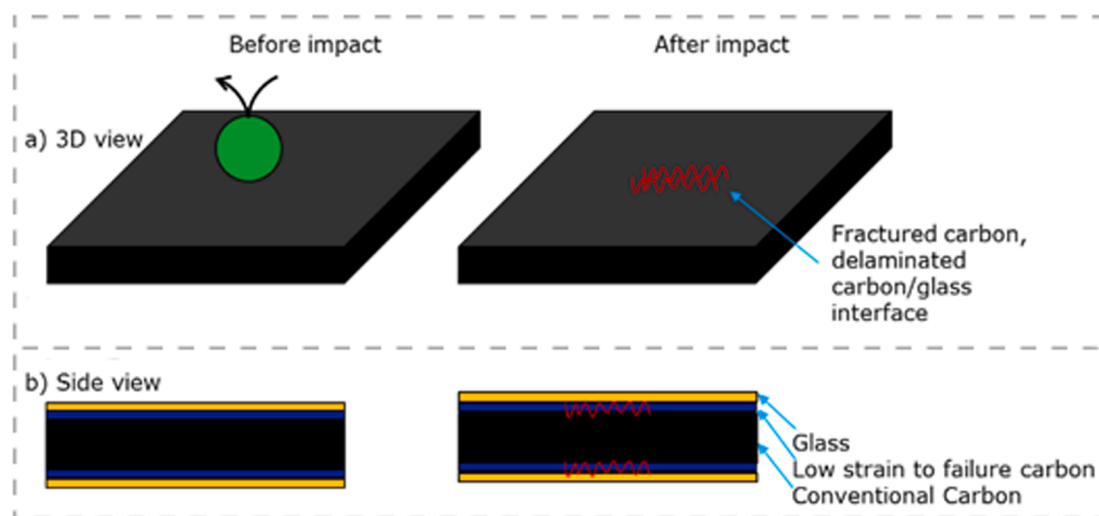 Before impact
After impact
a) 3D view
Fractured carbon,
delaminated
carbon/glass
interface
b) Side view
Glass
Low strain to failure carbon
Conventional Carbon